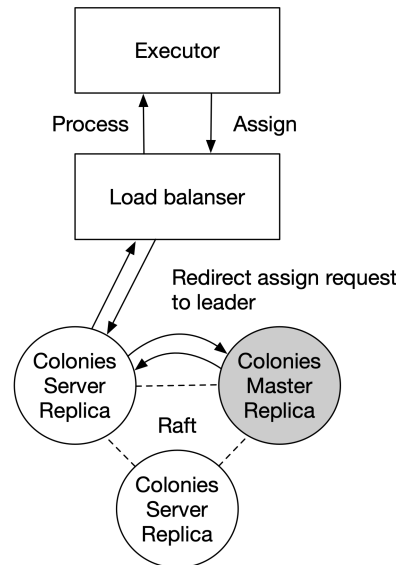 Executor
Process
Assign
Load balanser
Redirect assign request
to leader
Colonies
Server
Replica
Colonies
Master
Replica
Raft
Colonies
Server
Replica